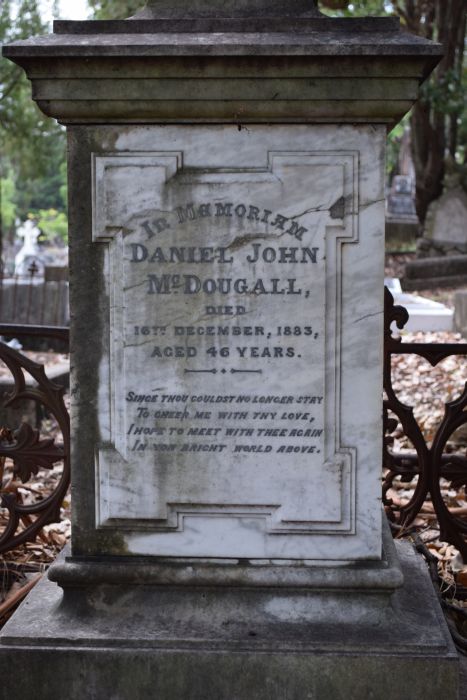 IN MEMORIAM
DANIEL JOHN
McDOUGALL,
DIED
16TH DECEMBER, 1883,
AGED 46 YEARS.
SINCE THOU COULDST NO LONGER STAY
TO CHEER ME WITH THY LOVE,
I HOPE TO MEET WITH THEE AGAIN
IN YON BRIGHT WORLD ABOVE.